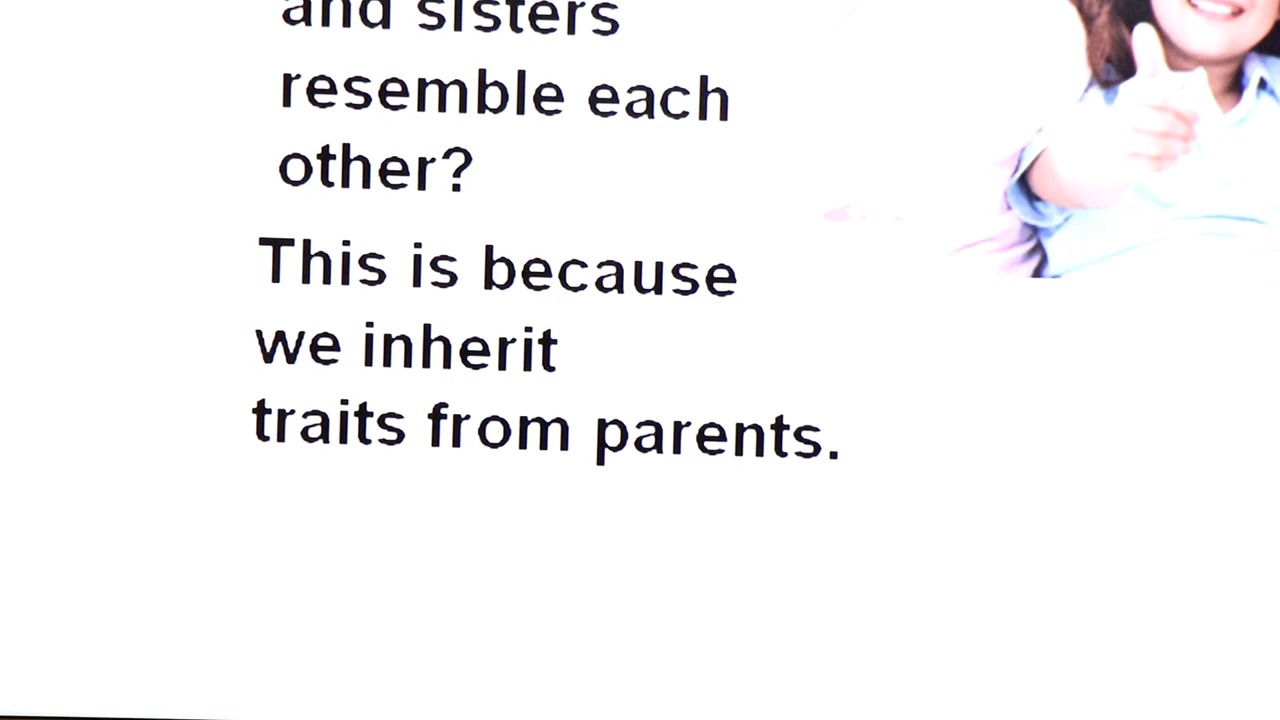 and sisters
resemble each
other?
This is because
we inherit
traits from parents.